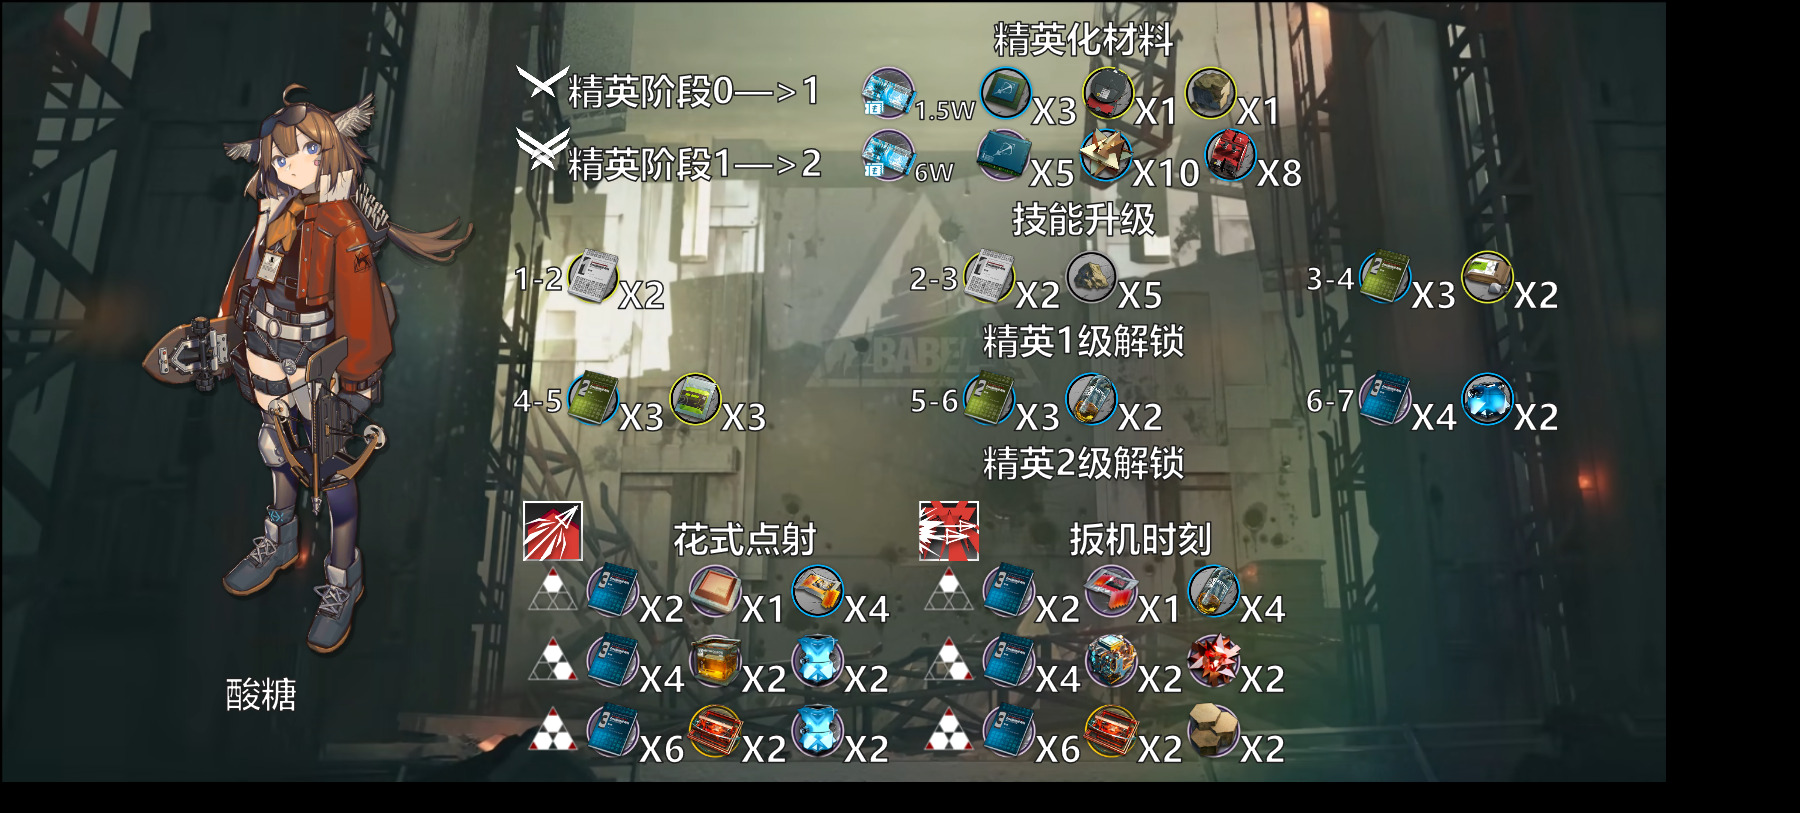 精英化材料
精英阶段0—>1 1.5W X3 X1 X1
精英阶段1—>2 6W X5 X10 X8
技能升级
1-2 X2 2-3 X2 X5 3-4 X3 X2
精英1级解锁
BABEL
4-5 X3 X3 5-6 X3 X2 6-7 X4 X2
精英2级解锁
花式点射 扳机时刻
X2 X1 X4 X2 X1 X4
X4 X2 X2 X4 X2 X2
酸糖
X6 X2 X2 X6 X2 X2